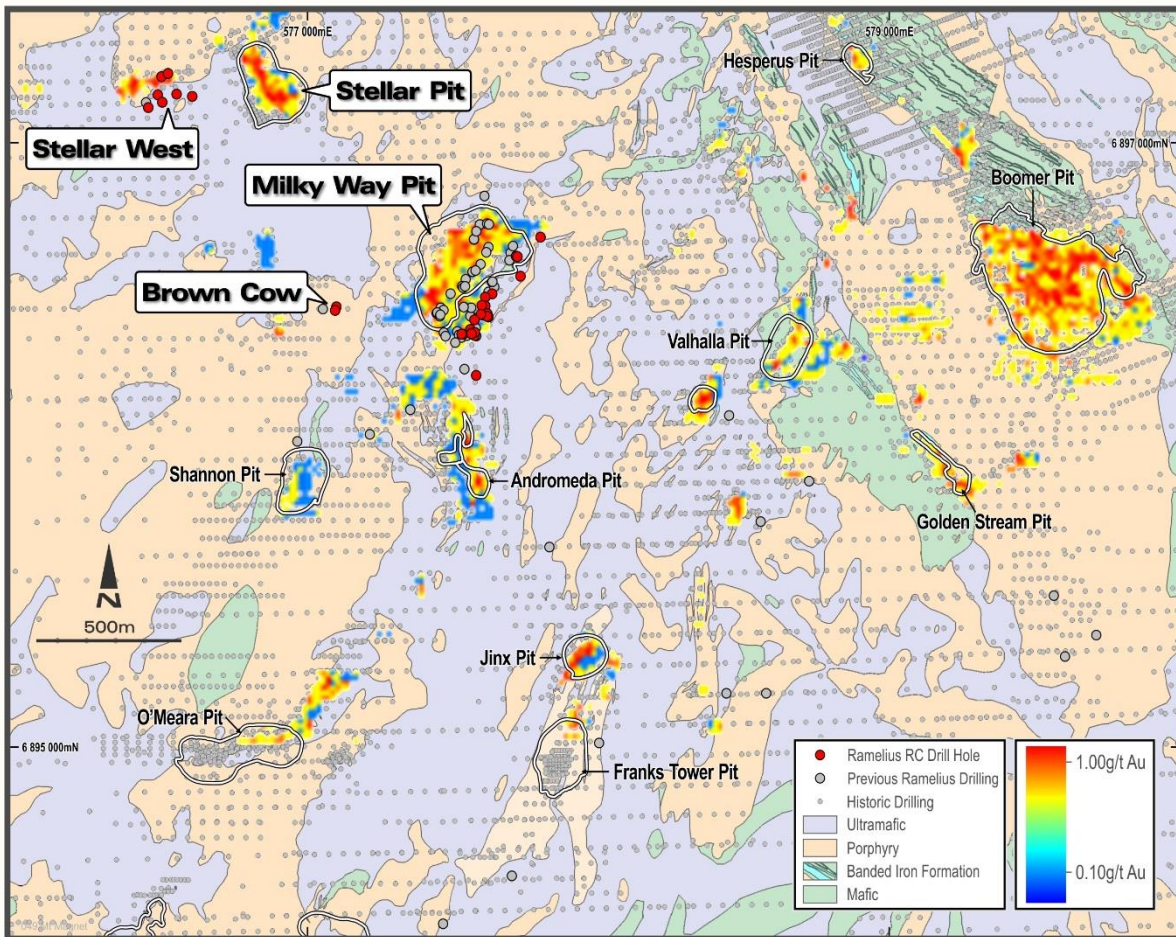 577 000mE
579 000mE
Hesperus Pit
Stellar Pit
Stellar West
6 897 000mN
Milky Way Pit
Boomer Pit
Brown Cow
Valhalla Pit
Shannon Pit
Andromeda Pit
Golden Stream Pit
N
500m
Jinx Pit
O'Meara Pit
6 895 000mN
Franks Tower Pit
Ramelius RC Drill Hole
Previous Ramelius Drilling
Historic Drilling
Ultramafic
Porphyry
Banded Iron Formation
Mafic
1.00g/t Au
0.10g/t Au